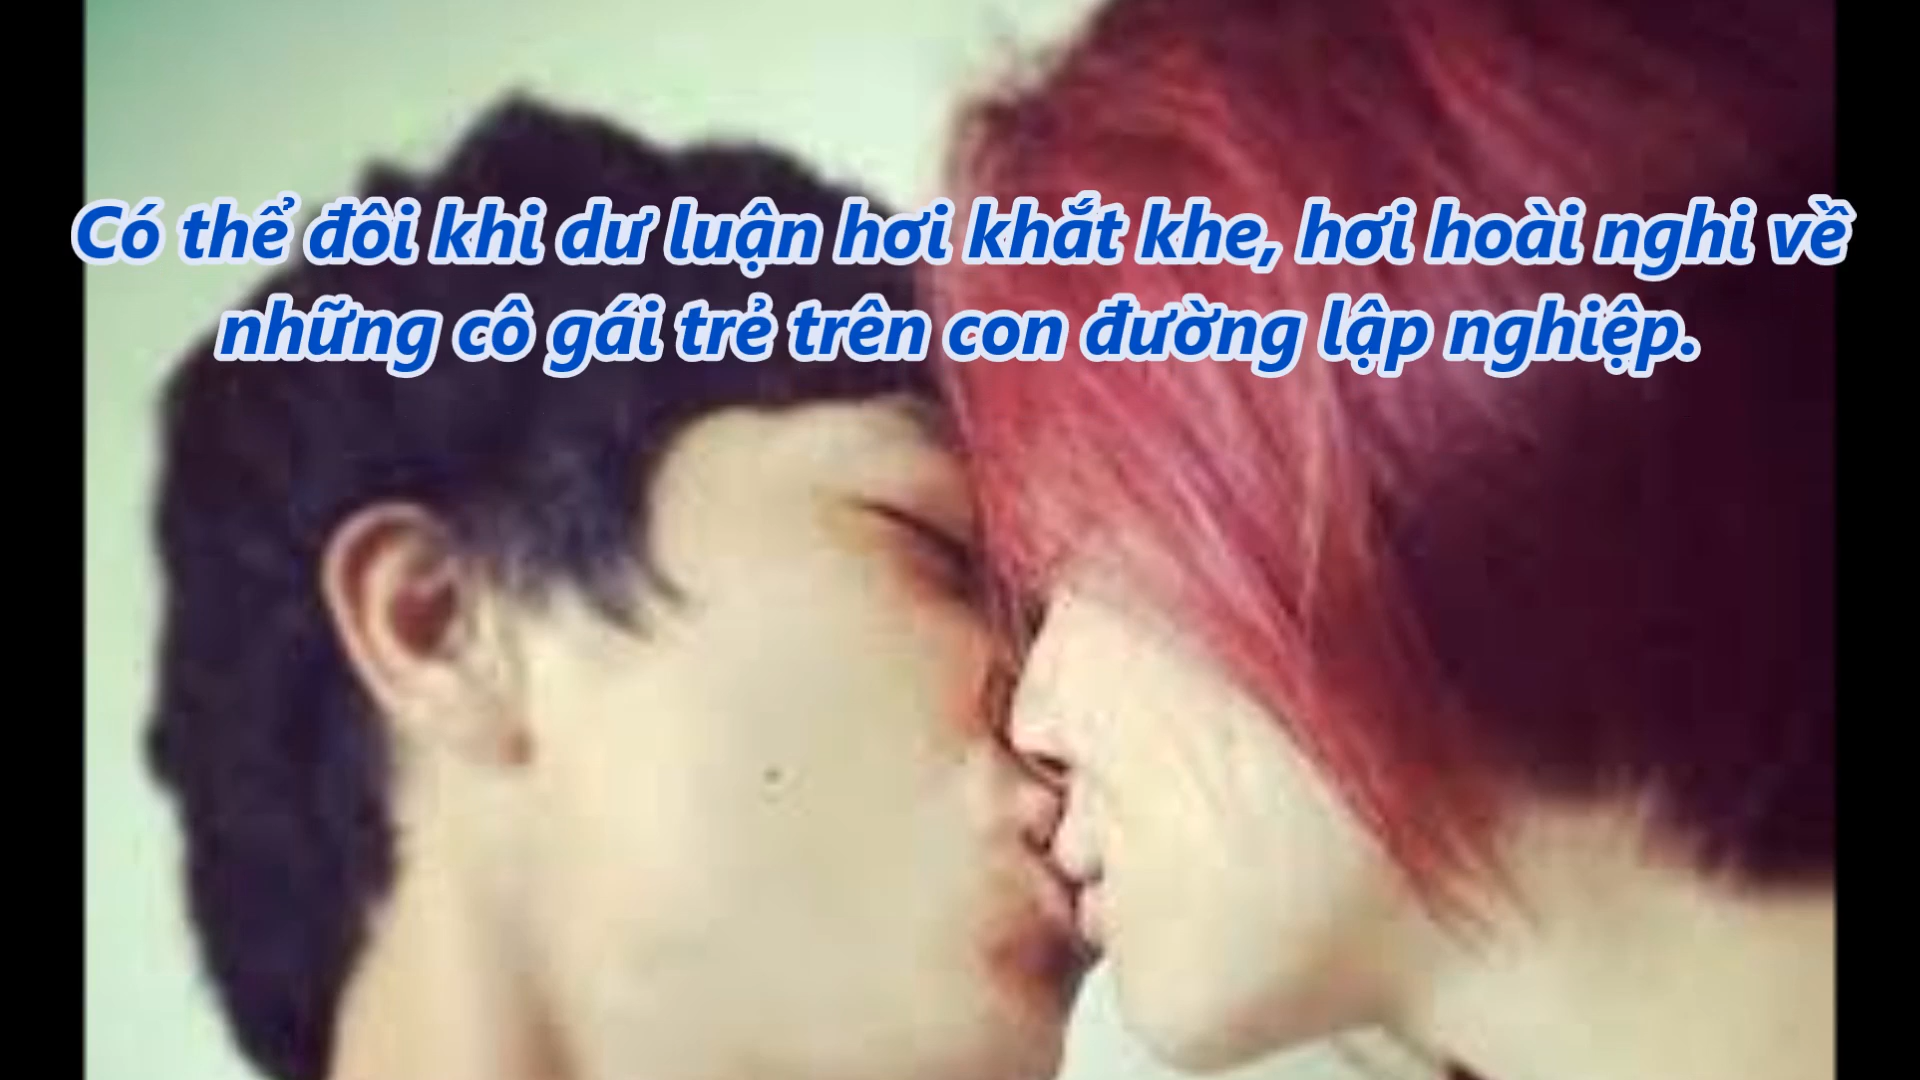 Có thể đôi khi dư luận hơi khắt khe, hơi hoài nghi về
những cô gái trẻ trên con đường lập nghiệp.